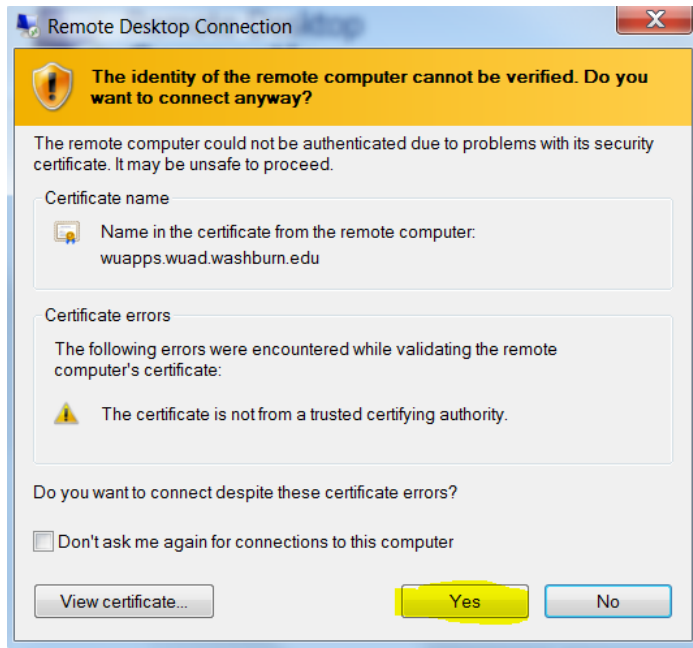 Remote Desktop Connection
The identity of the remote computer cannot be verified. Do you
want to connect anyway?
The remote computer could not be authenticated due to problems with its security
certificate. It may be unsafe to proceed.
Certificate name
Name in the certificate from the remote computer:
wuapps.wuad.washburn.edu
Certificate errors
The following errors were encountered while validating the remote
computer's certificate:
The certificate is not from a trusted certifying authority.
Do you want to connect despite these certificate errors?
Don't ask me again for connections to this computer
View certificate... Yes No